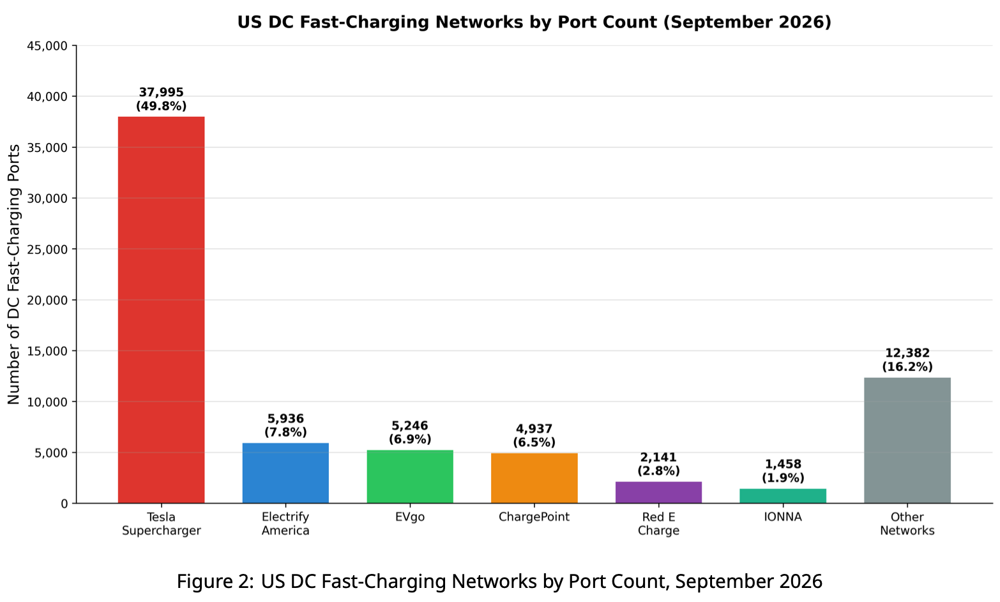 US DC Fast-Charging Networks by Port Count (September 2026)
Number of DC Fast-Charging Ports
45,000
40,000
35,000
30,000
25,000
20,000
15,000
10,000
5,000
0
37,995
(49.8%)
5,936
(7.8%)
5,246
(6.9%)
4,937
(6.5%)
2,141
(2.8%)
1,458
(1.9%)
12,382
(16.2%)
Tesla
Supercharger
Electrify
America
EVgo
ChargePoint
Red E
Charge
IONNA
Other
Networks
Figure 2: US DC Fast-Charging Networks by Port Count, September 2026